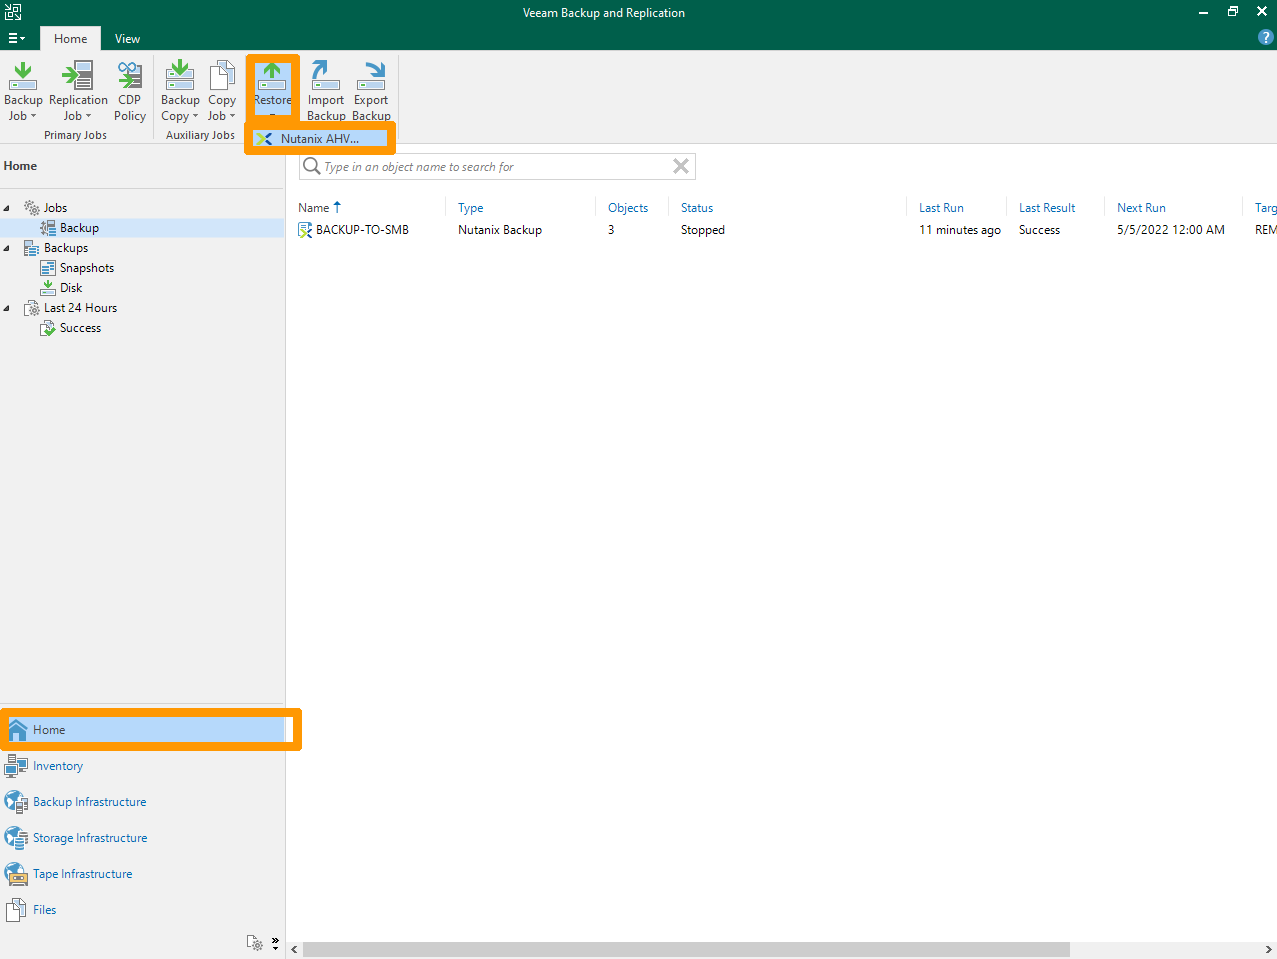 Veeam Backup and Replication
Home View
?
Backup Job
Replication Job
CDP Policy
Backup Copy
Copy Job
Restore
Import Backup
Export Backup
Primary Jobs
Auxiliary Jobs
Nutanix AHV...
Home
Type in an object name to search for
Jobs
Backup
Backups
Snapshots
Disk
Last 24 Hours
Success
Name Type Objects Status Last Run Last Result Next Run Targ
BACKUP-TO-SMB Nutanix Backup 3 Stopped 11 minutes ago Success 5/5/2022 12:00 AM REM
Home
Inventory
Backup Infrastructure
Storage Infrastructure
Tape Infrastructure
Files